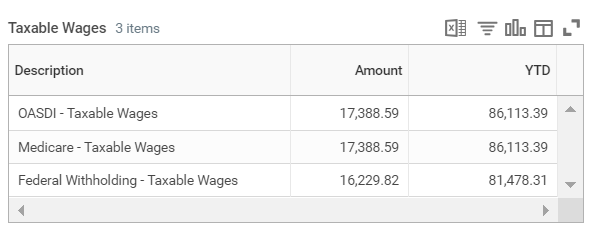 Taxable Wages 3 items
Description Amount YTD
OASDI - Taxable Wages 17,388.59 86,113.39
Medicare - Taxable Wages 17,388.59 86,113.39
Federal Withholding - Taxable Wages 16,229.82 81,478.31